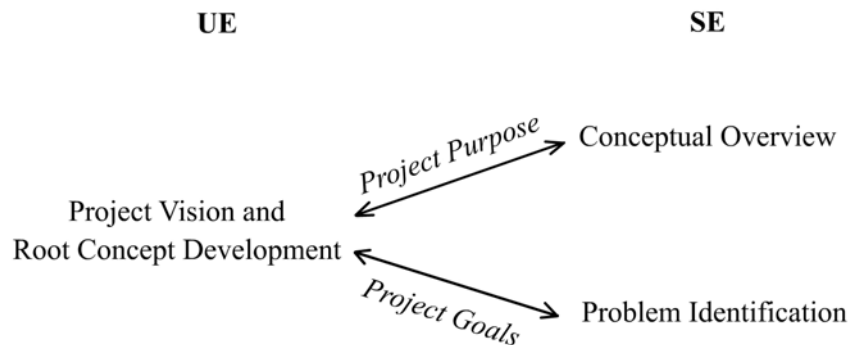 UE
SE
Project Purpose
Conceptual Overview
Project Vision and
Root Concept Development
Project Goals
Problem Identification